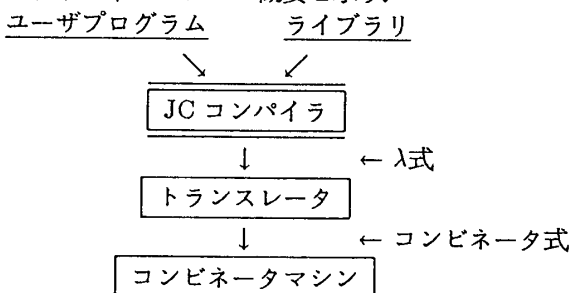 ユーザプログラム ライブラリ
↘ ↙
JC コンパイラ
↓ ← λ式
トランスレータ
↓ ← コンビネータ式
コンビネータマシン